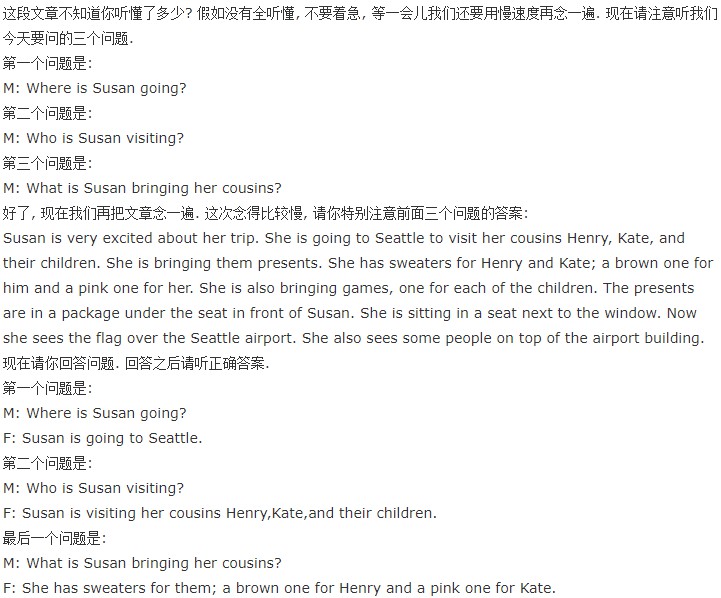 这段文章不知道你听懂了多少? 假如没有全听懂, 不要着急, 等一会儿我们还要用慢速度再念一遍. 现在请注意听我们
今天要问的三个问题.
第一个问题是:
M: Where is Susan going?
第二个问题是:
M: Who is Susan visiting?
第三个问题是:
M: What is Susan bringing her cousins?
好了, 现在我们再把文章念一遍. 这次念得比较慢, 请你特别注意前面三个问题的答案:
Susan is very excited about her trip. She is going to Seattle to visit her cousins Henry, Kate, and
their children. She is bringing them presents. She has sweaters for Henry and Kate; a brown one for
him and a pink one for her. She is also bringing games, one for each of the children. The presents
are in a package under the seat in front of Susan. She is sitting in a seat next to the window. Now
she sees the flag over the Seattle airport. She also sees some people on top of the airport building.
现在请你回答问题. 回答之后请听正确答案.
第一个问题是:
M: Where is Susan going?
F: Susan is going to Seattle.
第二个问题是:
M: Who is Susan visiting?
F: Susan is visiting her cousins Henry,Kate,and their children.
最后一个问题是:
M: What is Susan bringing her cousins?
F: She has sweaters for them; a brown one for Henry and a pink one for Kate.